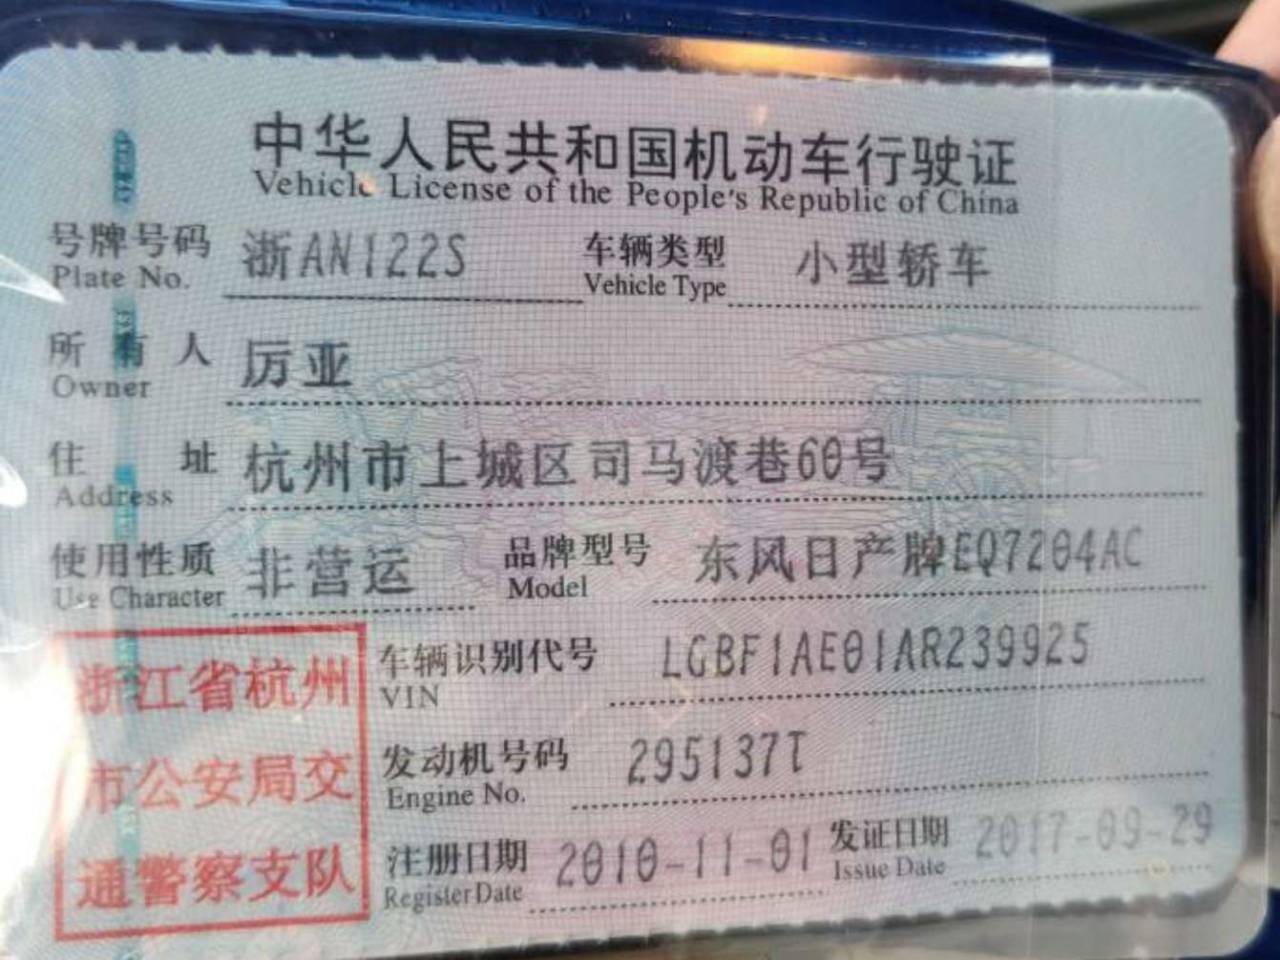 中华人民共和国机动车行驶证
Vehicle License of the People's Republic of China
号牌号码 浙AN122S 车辆类型 小型轿车
Plate No. Vehicle Type
所有人 厉亚
Owner
住址 杭州市上城区司马渡巷60号
Address
使用性质 非营运 品牌型号 东风日产牌EQ7204AC
Use Character Model
浙江省杭州
市公安局交
通警察支队
车辆识别代号 LGBF1AE01AR239925
VIN
发动机号码 295137T
Engine No.
注册日期 2010-11-01 发证日期 2017-09-29
Register Date Issue Date